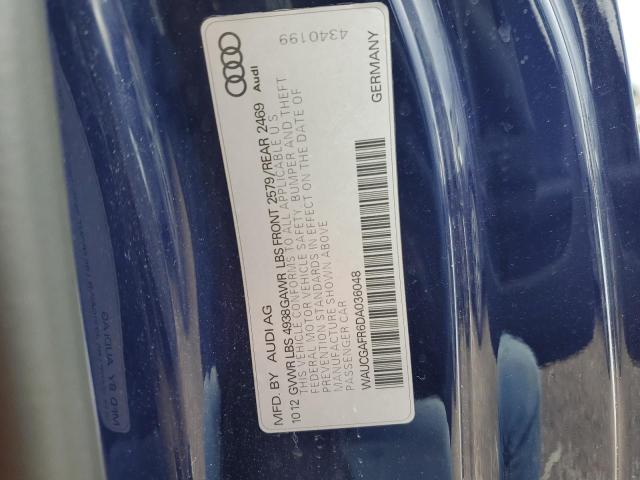 MFD. BY AUDI AG
10 12 GVWR LBS 4938 GAWR LBS FRONT 2579/REAR 2469
THIS VEHICLE CONFORMS TO ALL APPLICABLE U S
FEDERAL MOTOR VEHICLE SAFETY, BUMPER AND THEFT
PREVENTION STANDARDS IN EFFECT ON THE DATE OF
MANUFACTURE SHOWN ABOVE
PASSENGER CAR
WAUCGAFR6DA036048
4340199
Audi
GERMANY